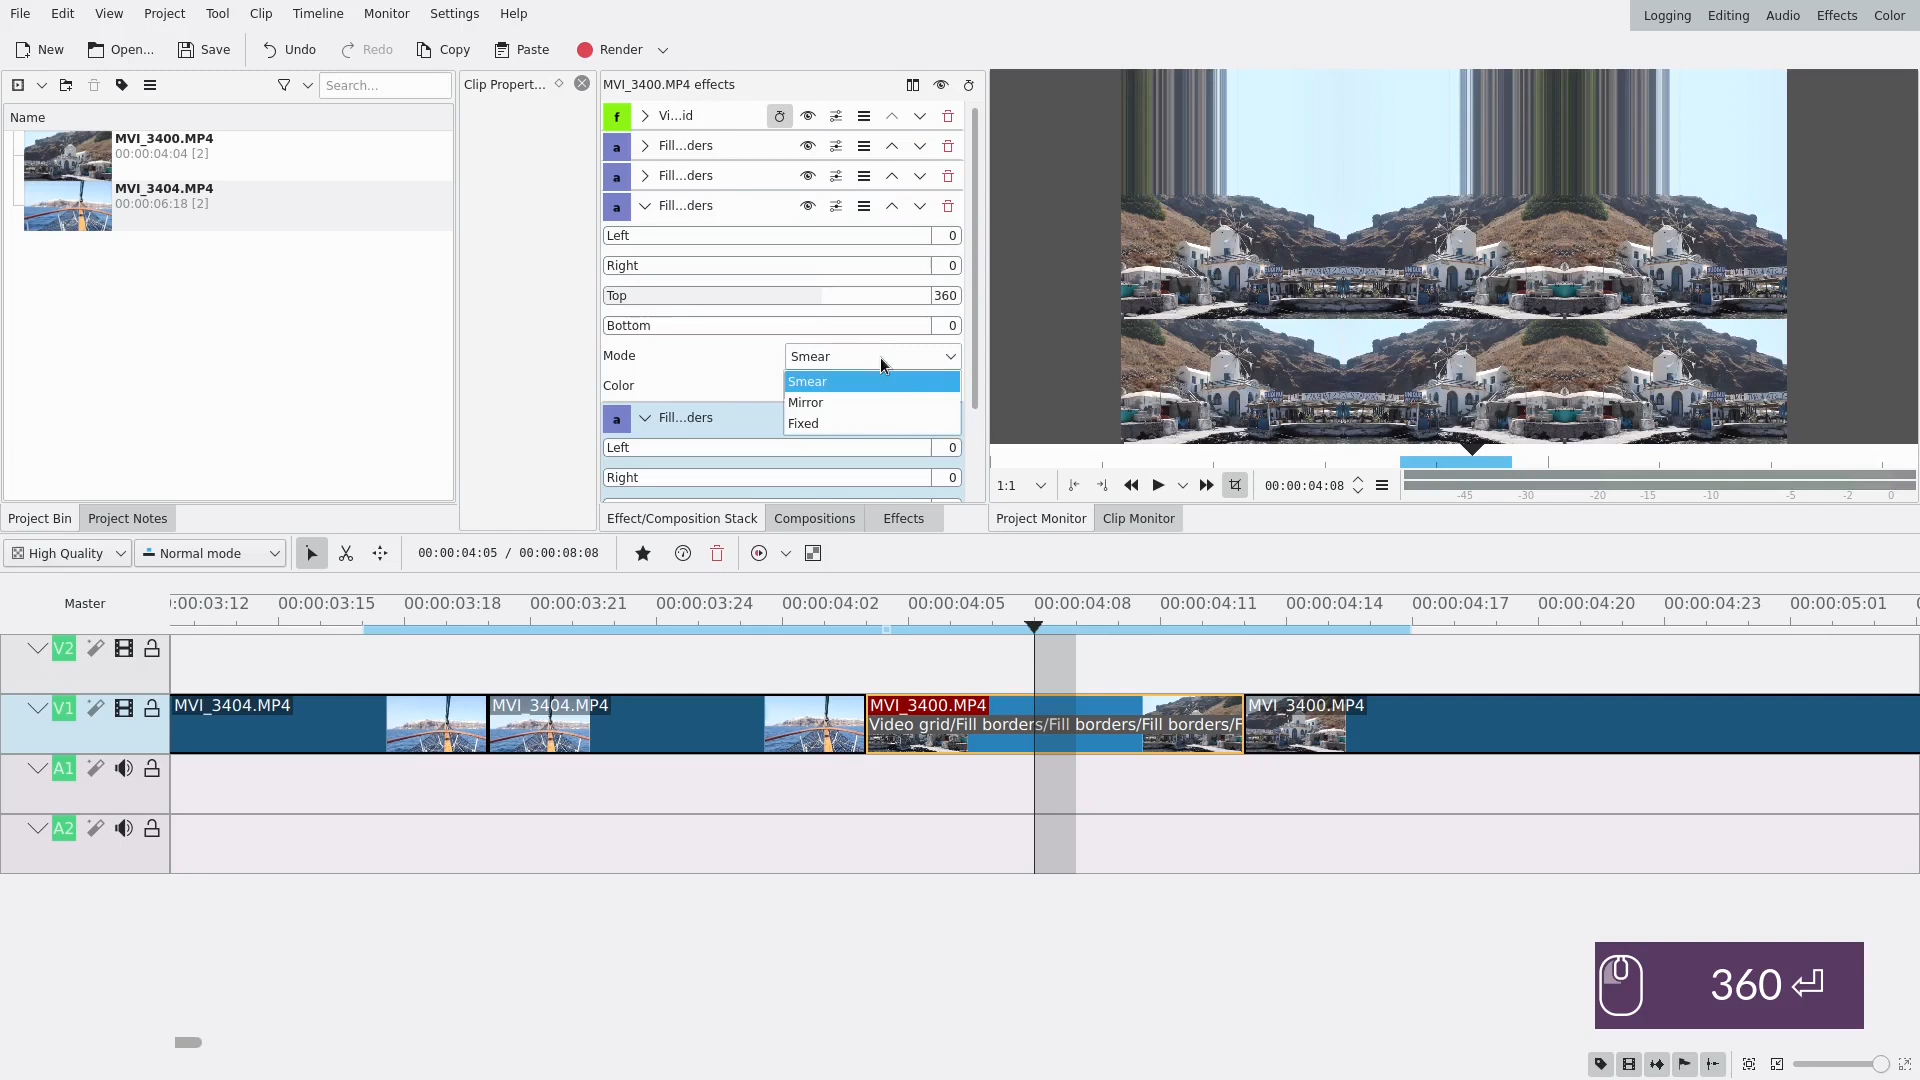 File Edit View Project Tool Clip Timeline Monitor Settings Help
Logging Editing Audio Effects Color
New Open... Save Undo Redo Copy Paste Render
Search...
Clip Propert...
MVI_3400.MP4 effects
Name
MVI_3400.MP4
00:00:04:04 [2]
MVI_3404.MP4
00:00:06:18 [2]
f Vi...id
a Fill...ders
a Fill...ders
a Fill...ders
Left 0
Right 0
Top 360
Bottom 0
Mode Smear
Smear
Color
Mirror
Fixed
a Fill...ders
Left 0
Right 0
1:1 00:00:04:08
-45 -30 -20 -15 -10 -5 -2 0
Project Bin Project Notes
Effect/Composition Stack Compositions Effects
Project Monitor Clip Monitor
High Quality Normal mode 00:00:04:05 / 00:00:08:08
Master
:00:03:12 00:00:03:15 00:00:03:18 00:00:03:21 00:00:03:24 00:00:04:02 00:00:04:05 00:00:04:08 00:00:04:11 00:00:04:14 00:00:04:17 00:00:04:20 00:00:04:23 00:00:05:01
V2
V1
MVI_3404.MP4 MVI_3404.MP4 MVI_3400.MP4 MVI_3400.MP4
Video grid/Fill borders/Fill borders/Fill borders/F
A1
A2
360